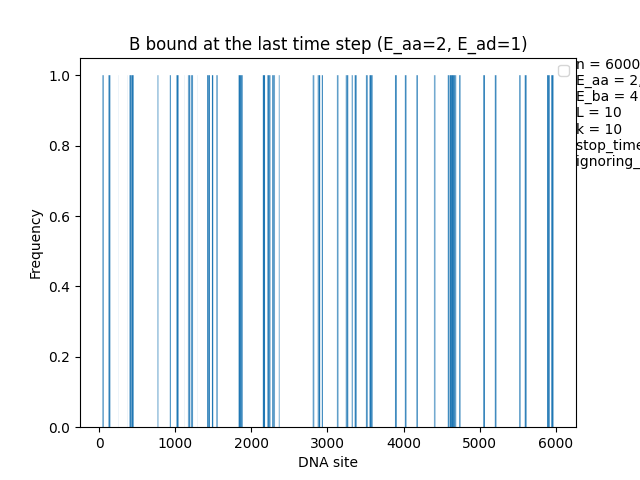 B bound at the last time step (E_aa=2, E_ad=1)
n = 6000
E_aa = 2,
E_ba = 4
L = 10
k = 10
stop_time
ignoring_
1.0
0.8
0.6
0.4
0.2
0.0
Frequency
0 1000 2000 3000 4000 5000 6000
DNA site